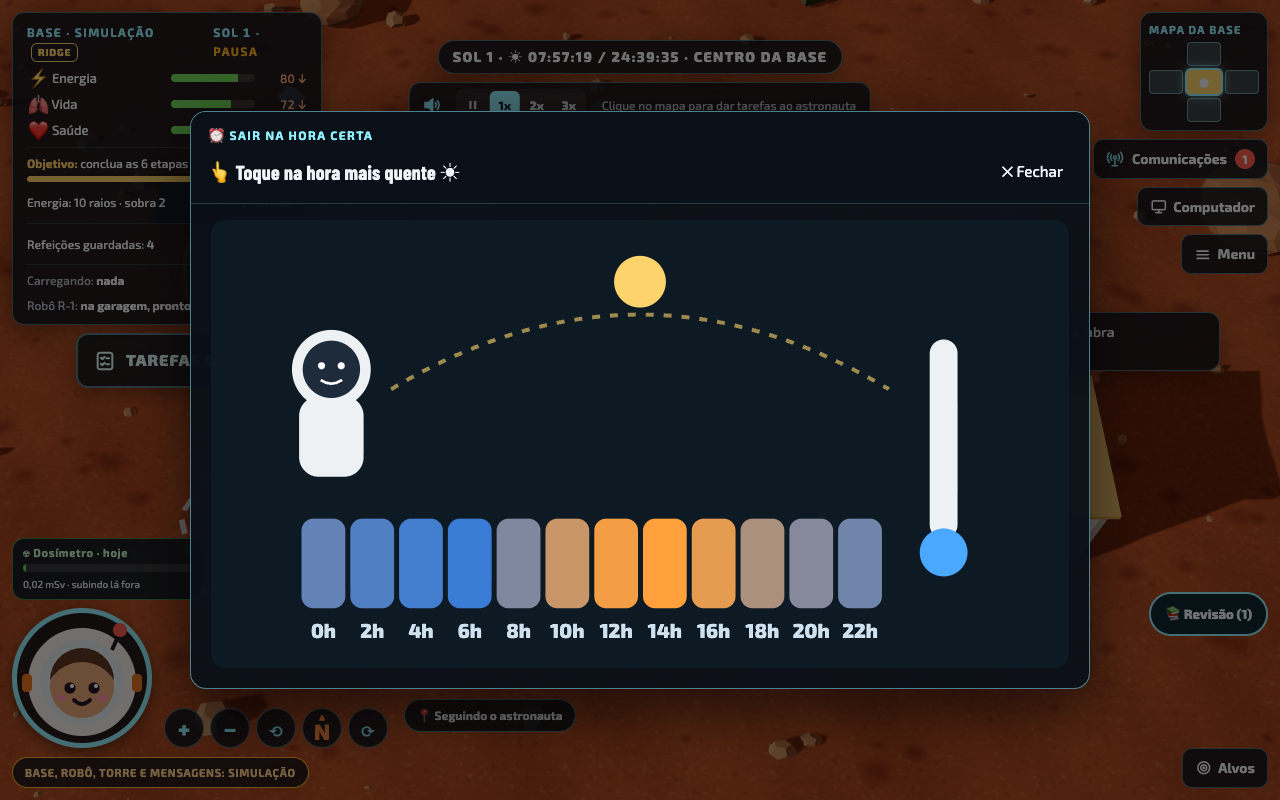 BASE · SIMULAÇÃO
RIDGE
SOL 1 ·
PAUSA
Energia 80 ↓
Vida 72 ↓
Saúde
Objetivo: conclua as 6 etapas
Energia: 10 raios · sobra 2
Refeições guardadas: 4
Carregando: nada
Robô R-1: na garagem, pronto
TAREFAS
SOL 1 · ☀ 07:57:19 / 24:39:35 · CENTRO DA BASE
1x 2x 3x Clique no mapa para dar tarefas ao astronauta
MAPA DA BASE
Comunicações 1
Computador
Menu
SAIR NA HORA CERTA
Toque na hora mais quente
Fechar
0h 2h 4h 6h 8h 10h 12h 14h 16h 18h 20h 22h
Dosímetro · hoje
0,02 mSv · subindo lá fora
Revisão (1)
N
Seguindo o astronauta
BASE, ROBÔ, TORRE E MENSAGENS: SIMULAÇÃO
Alvos